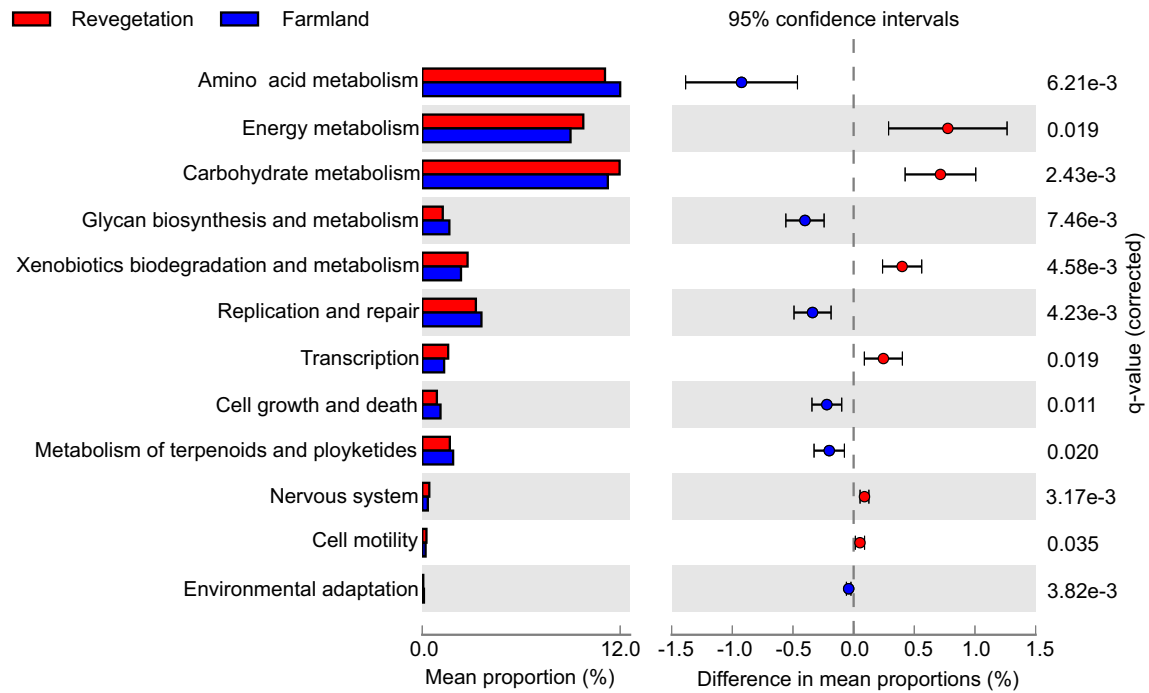 Revegetation Farmland 95% confidence intervals
Amino acid metabolism 6.21e-3
Energy metabolism 0.019
Carbohydrate metabolism 2.43e-3
Glycan biosynthesis and metabolism 7.46e-3
Xenobiotics biodegradation and metabolism 4.58e-3
Replication and repair 4.23e-3
Transcription 0.019
Cell growth and death 0.011
Metabolism of terpenoids and ployketides 0.020
Nervous system 3.17e-3
Cell motility 0.035
Environmental adaptation 3.82e-3
q-value (corrected)
0.0 12.0 -1.5 -1.0 -0.5 0.0 0.5 1.0 1.5
Mean proportion (%) Difference in mean proportions (%)